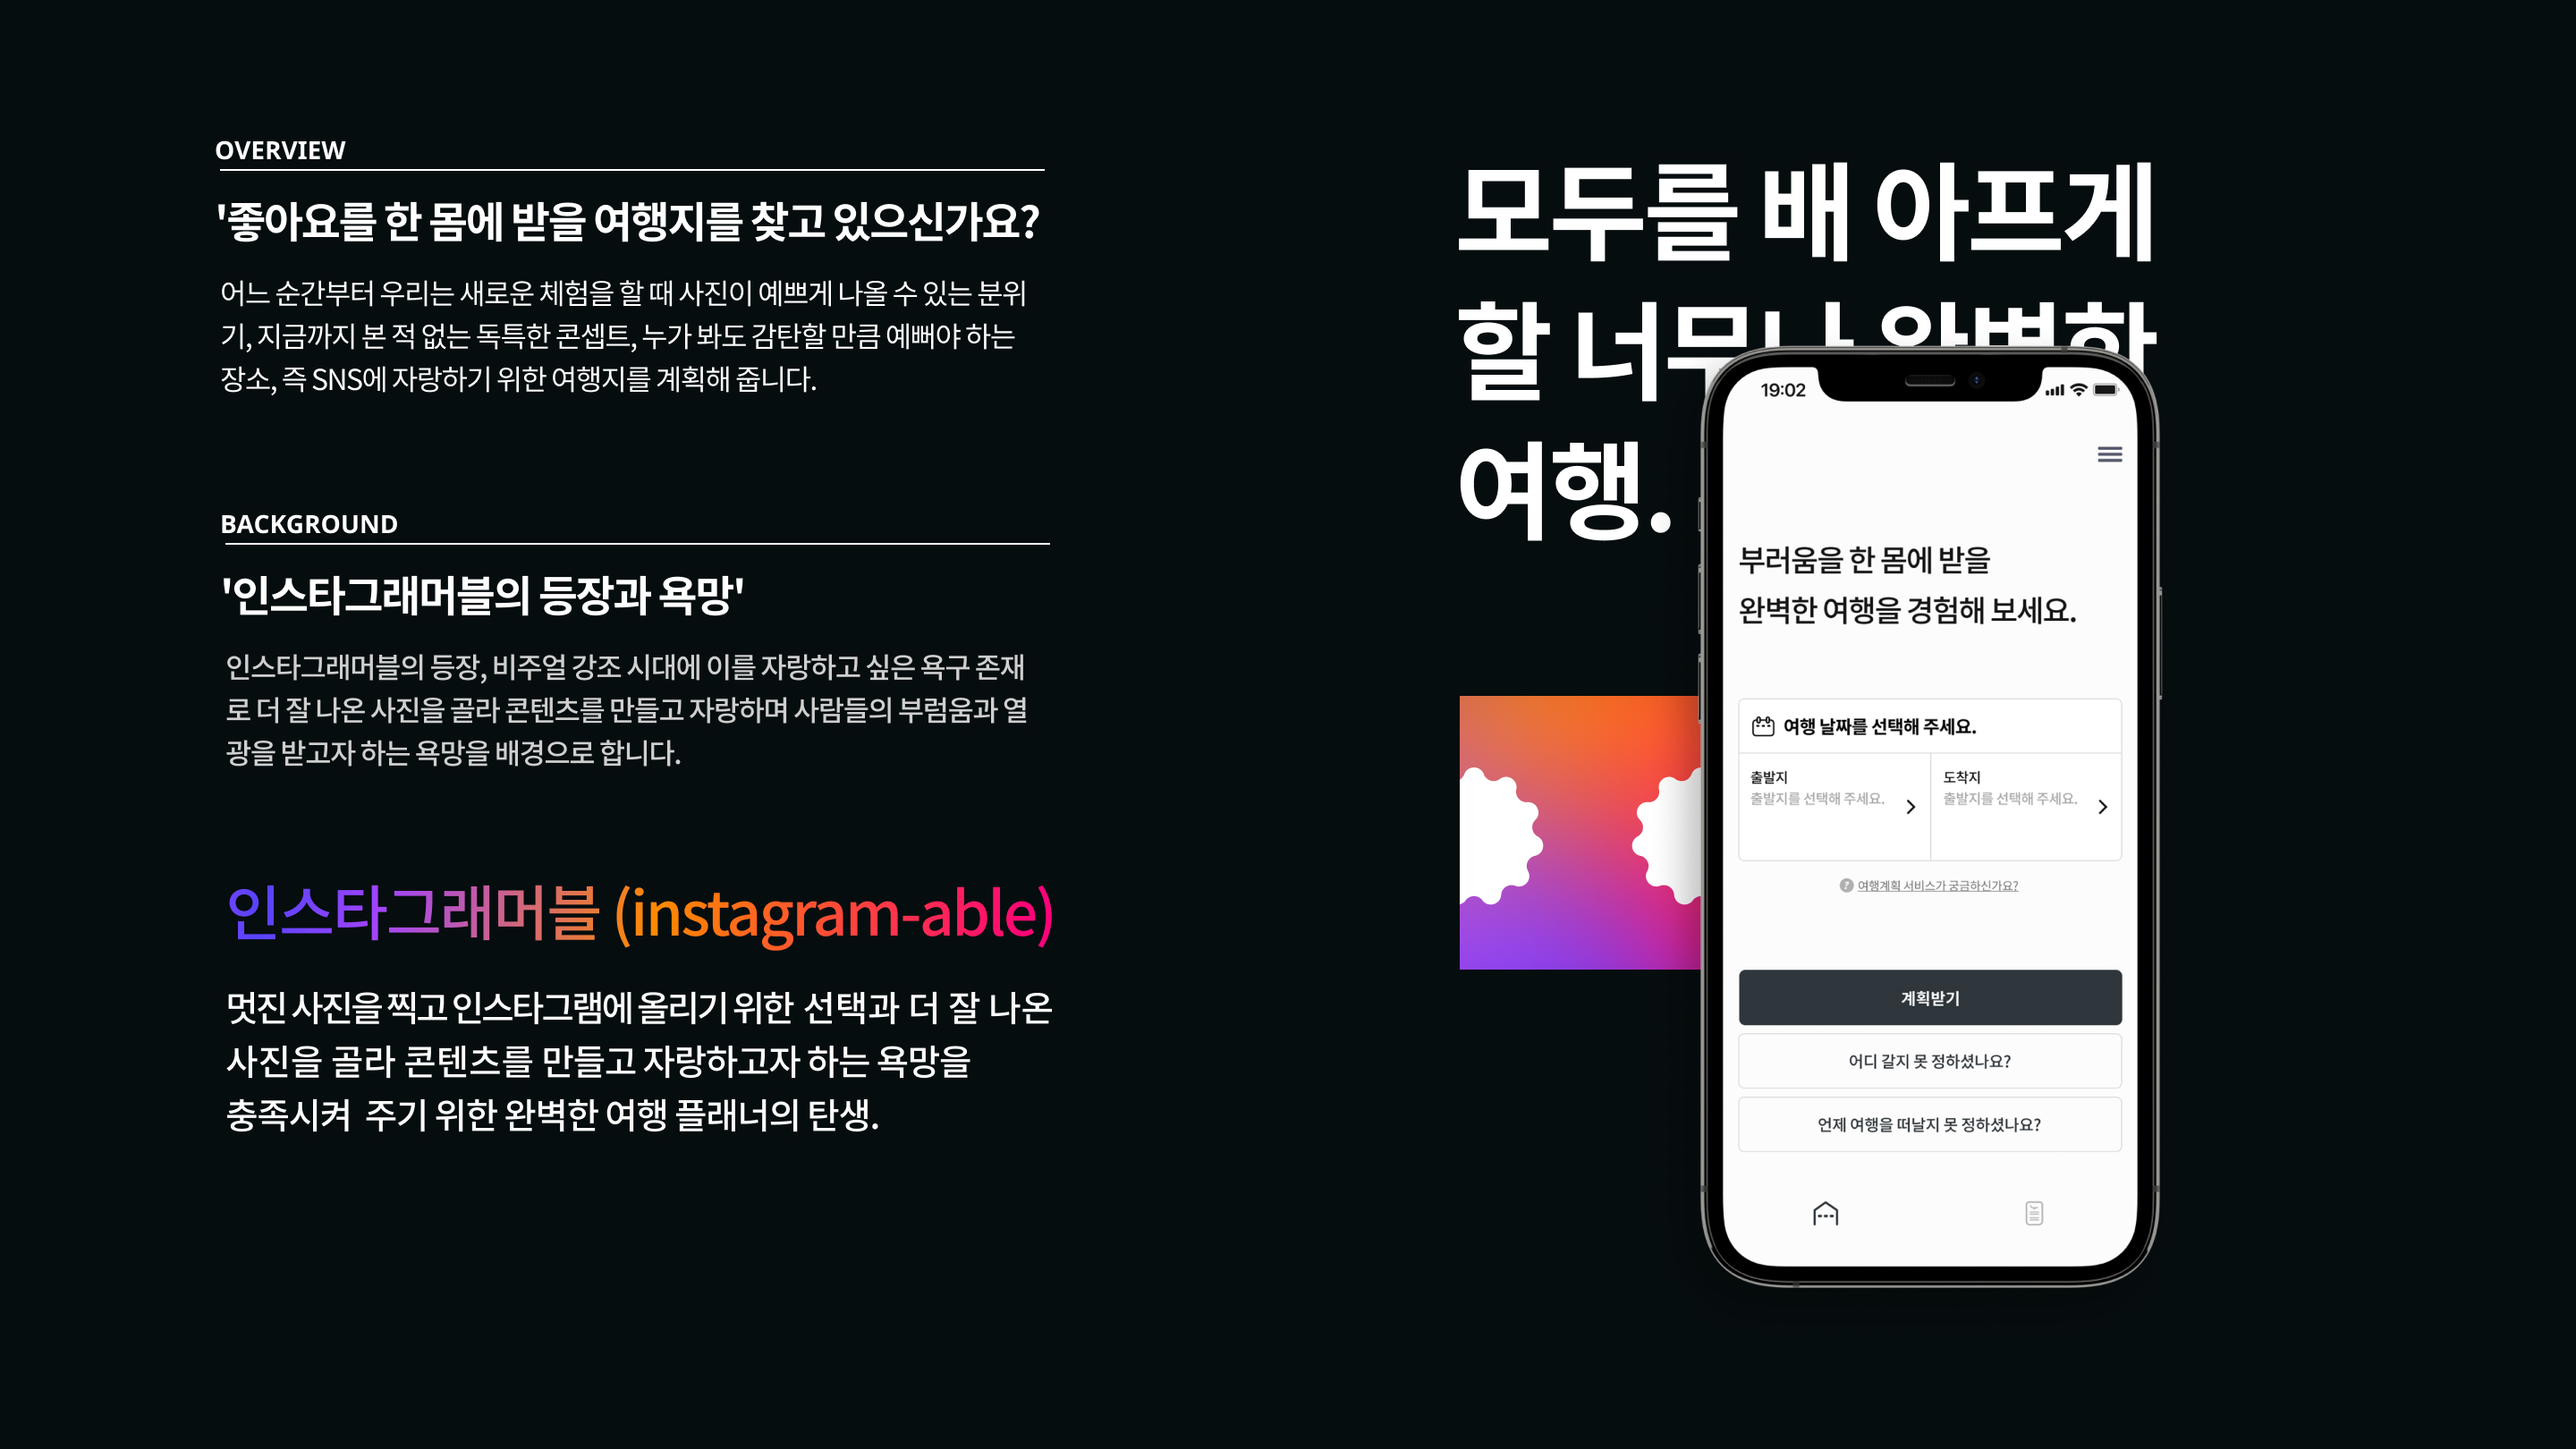 OVERVIEW
'좋아요를 한 몸에 받을 여행지를 찾고 있으신가요?
어느 순간부터 우리는 새로운 체험을 할 때 사진이 예쁘게 나올 수 있는 분위
기, 지금까지 본 적 없는 독특한 콘셉트, 누가 봐도 감탄할 만큼 예뻐야 하는
장소, 즉 SNS에 자랑하기 위한 여행지를 계획해 줍니다.
BACKGROUND
'인스타그래머블의 등장과 욕망'
인스타그래머블의 등장, 비주얼 강조 시대에 이를 자랑하고 싶은 욕구 존재
로 더 잘 나온 사진을 골라 콘텐츠를 만들고 자랑하며 사람들의 부럼움과 열
광을 받고자 하는 욕망을 배경으로 합니다.
인스타그래머블 (instagram-able)
멋진 사진을 찍고 인스타그램에 올리기 위한 선택과 더 잘 나온
사진을 골라 콘텐츠를 만들고 자랑하고자 하는 욕망을
충족시켜 주기 위한 완벽한 여행 플래너의 탄생.
모두를 배 아프게
할 너무나 완벽한
여행.
19:02
부러움을 한 몸에 받을
완벽한 여행을 경험해 보세요.
여행 날짜를 선택해 주세요.
출발지
출발지를 선택해 주세요.
도착지
출발지를 선택해 주세요.
? 여행계획 서비스가 궁금하신가요?
계획받기
어디 갈지 못 정하셨나요?
언제 여행을 떠날지 못 정하셨나요?